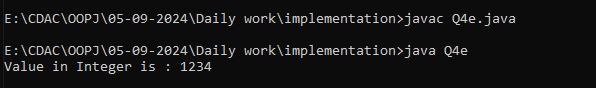 E:\CDAC\OOPJ\05-09-2024\Daily work\implementation>javac Q4e.java
E:\CDAC\OOPJ\05-09-2024\Daily work\implementation>java Q4e
Value in Integer is : 1234